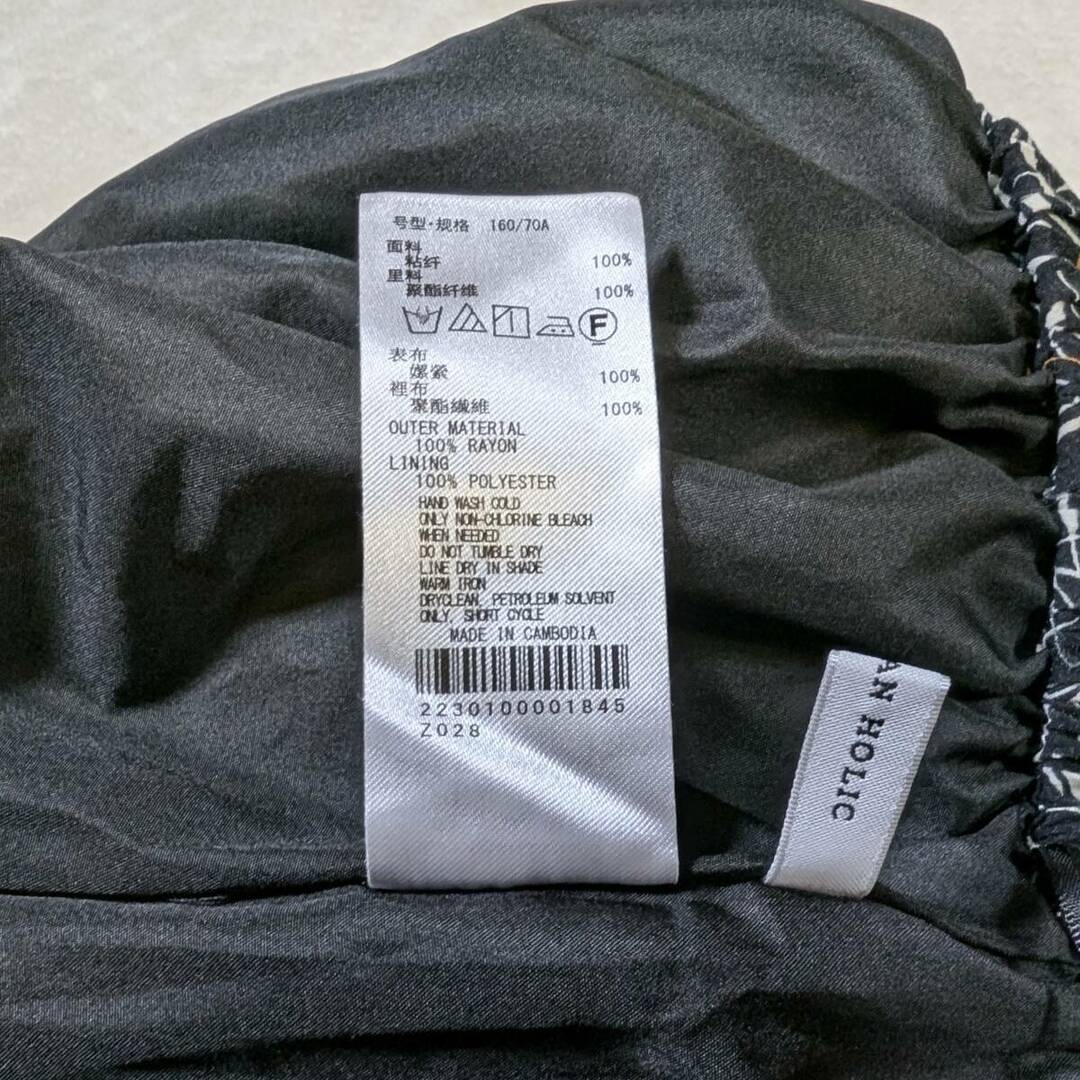 号型·规格 160/70A
面料
粘纤 100%
里料
聚酯纤维 100%
F
表布
嫘縈 100%
裡布
聚酯纖維 100%
OUTER MATERIAL
100% RAYON
LINING
100% POLYESTER
HAND WASH COLD
ONLY NON-CHLORINE BLEACH
WHEN NEEDED
DO NOT TUMBLE DRY
LINE DRY IN SHADE
WARM IRON
DRYCLEAN, PETROLEUM SOLVENT
ONLY, SHORT CYCLE
MADE IN CAMBODIA
2230100001845
Z028
AN HOLIC